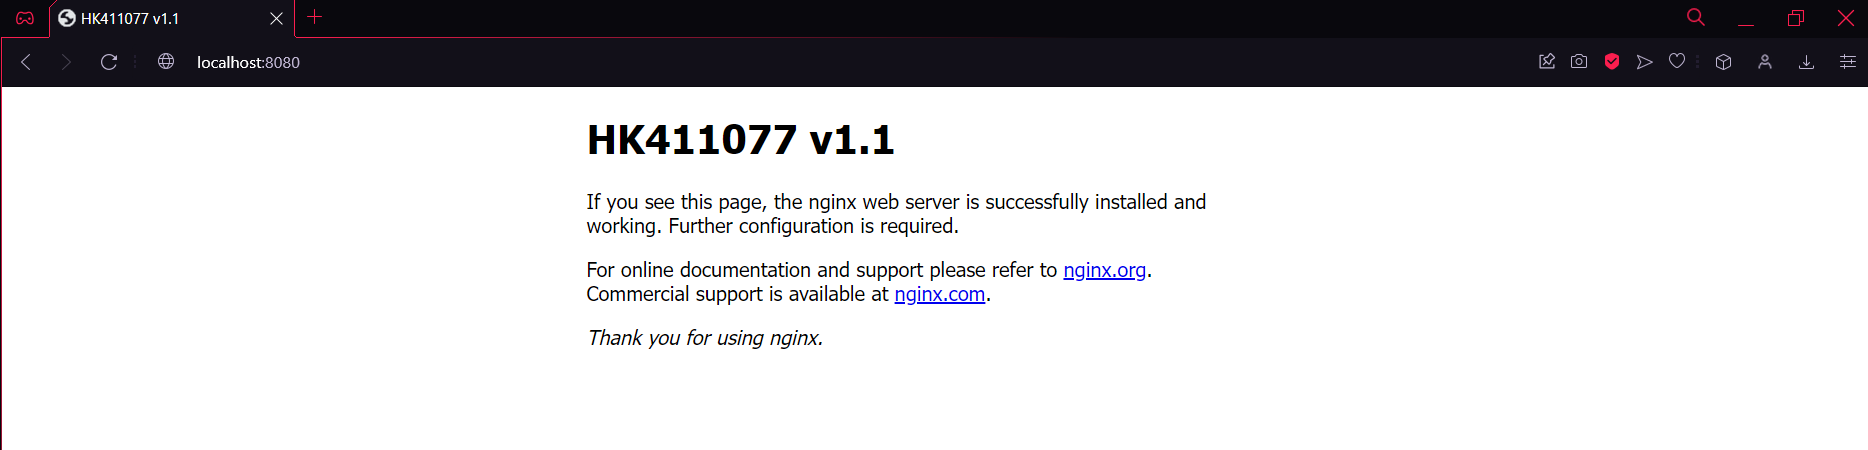 HK411077 v1.1
localhost:8080
HK411077 v1.1
If you see this page, the nginx web server is successfully installed and
working. Further configuration is required.
For online documentation and support please refer to nginx.org.
Commercial support is available at nginx.com.
Thank you for using nginx.